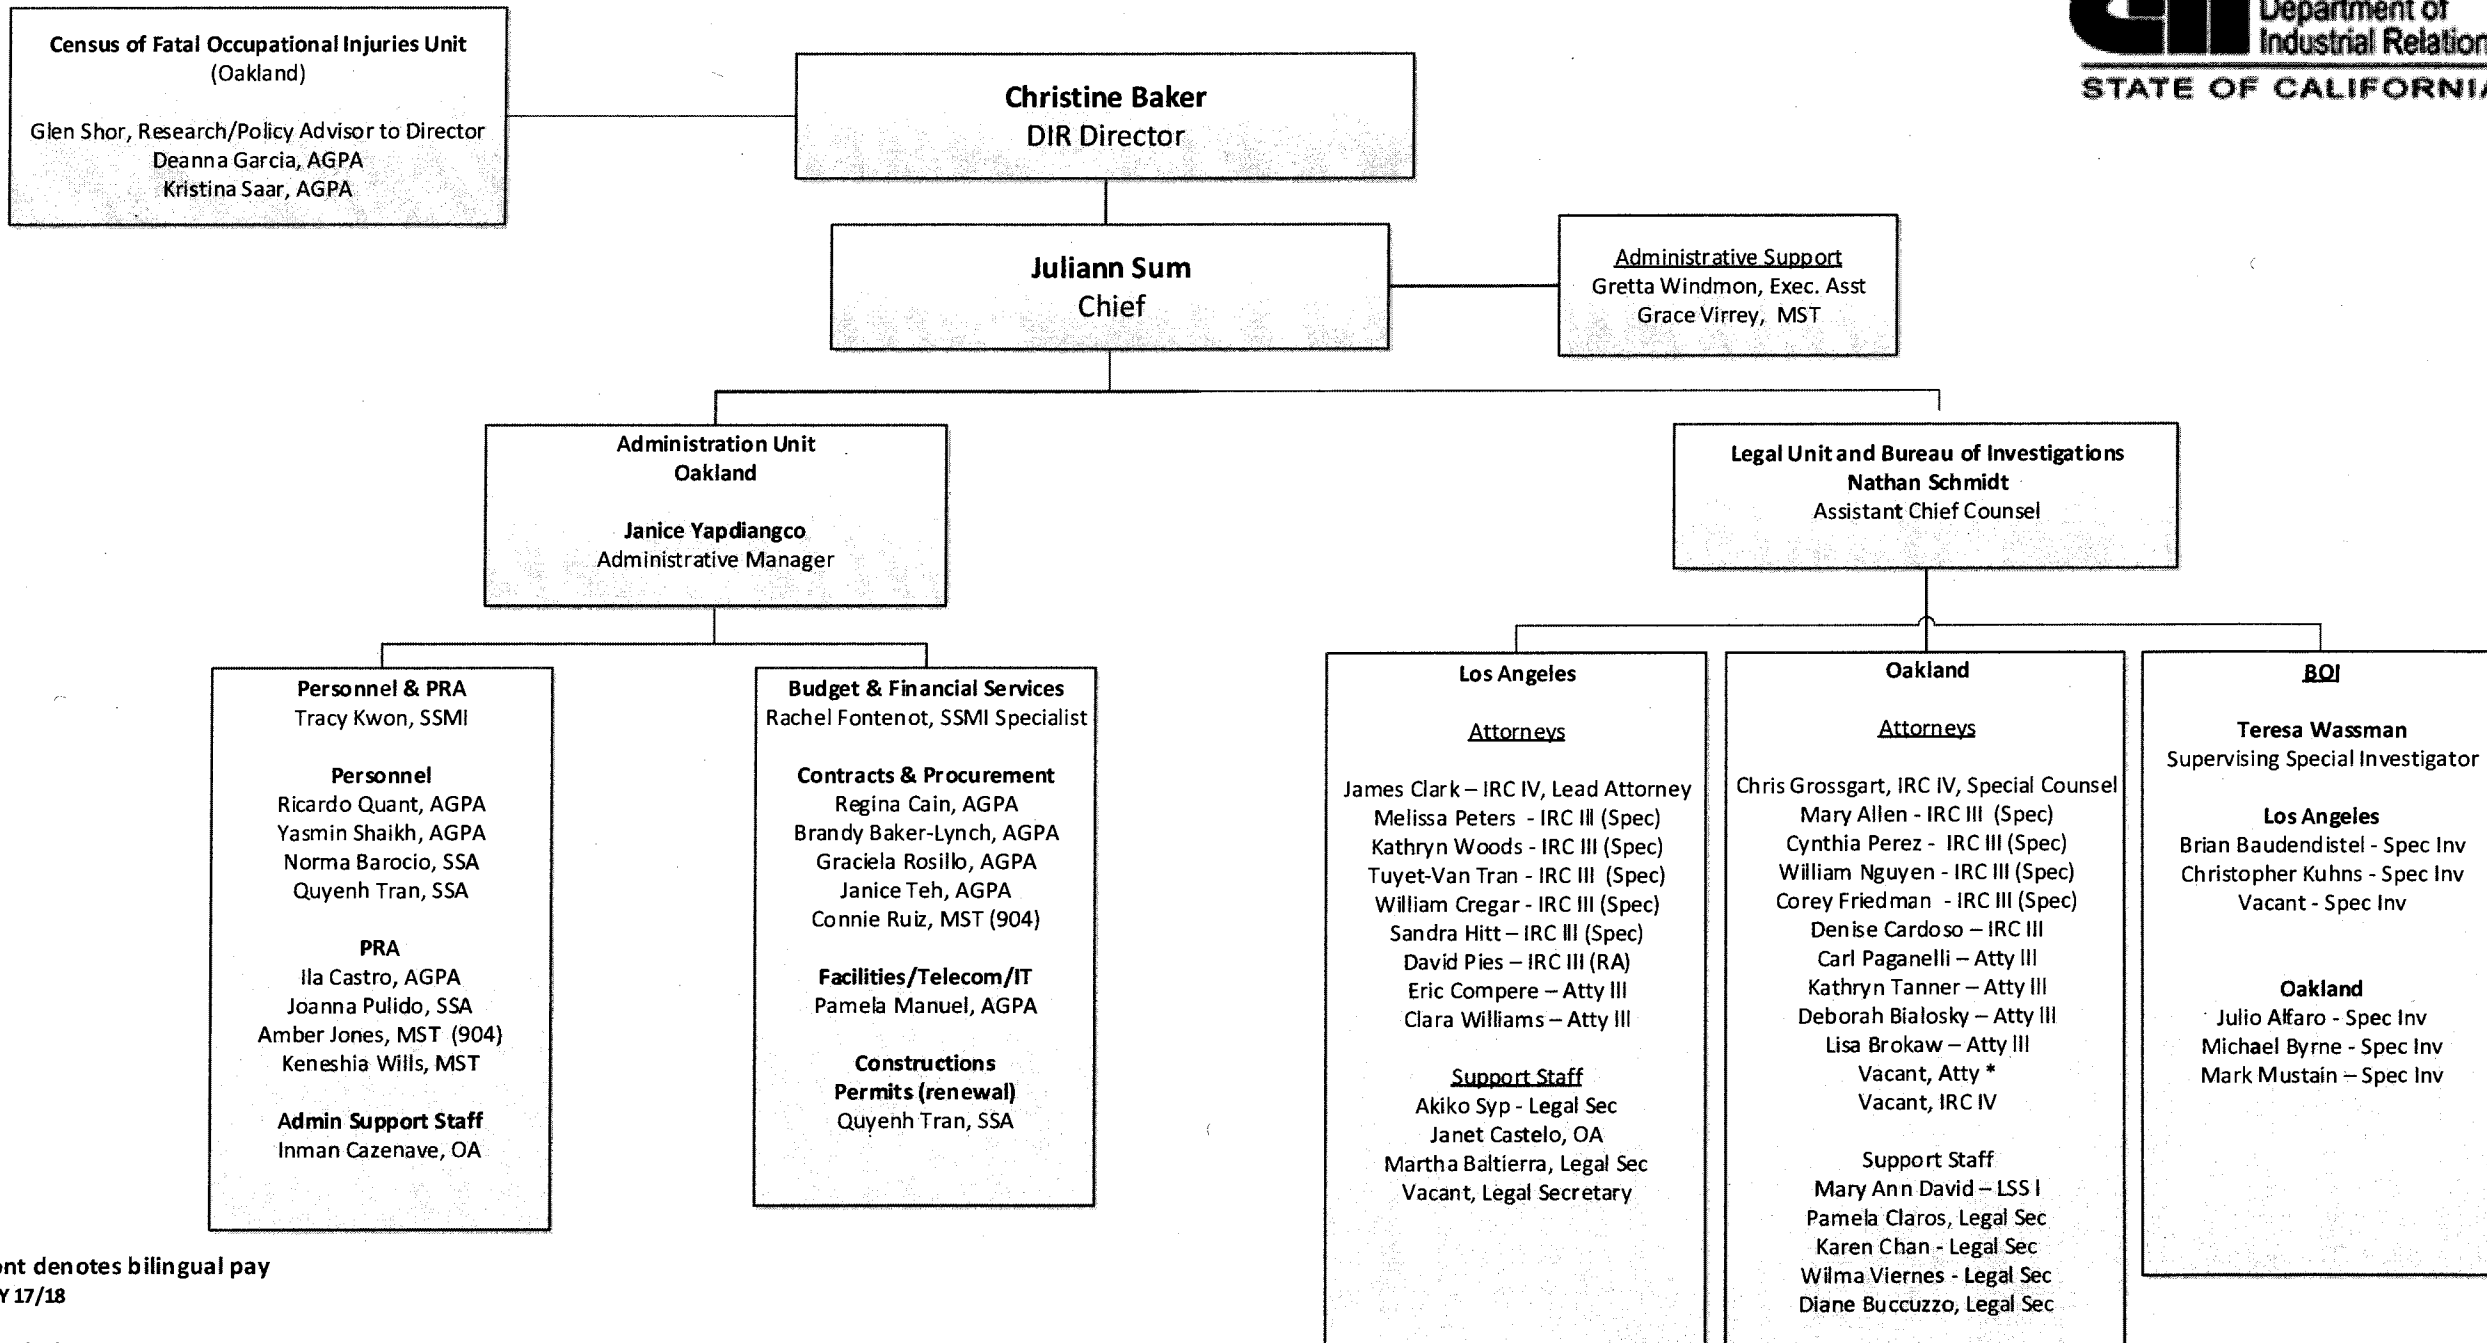 Census of Fatal Occupational Injuries Unit
(Oakland)
Glen Shor, Research/Policy Advisor to Director
Deanna Garcia, AGPA
Kristina Saar, AGPA
Department of
Industrial Relation
STATE OF CALIFORNIA
Christine Baker
DIR Director
Juliann Sum
Chief
Administrative Support
Gretta Windmon, Exec. Asst
Grace Virrey, MST
Administration Unit
Oakland
Janice Yapdiangco
Administrative Manager
Legal Unit and Bureau of Investigations
Nathan Schmidt
Assistant Chief Counsel
Personnel & PRA
Tracy Kwon, SSMI
Personnel
Ricardo Quant, AGPA
Yasmin Shaikh, AGPA
Norma Barocio, SSA
Quyenh Tran, SSA
PRA
Ila Castro, AGPA
Joanna Pulido, SSA
Amber Jones, MST (904)
Keneshia Wills, MST
Admin Support Staff
Inman Cazenave, OA
Budget & Financial Services
Rachel Fontenot, SSMI Specialist
Contracts & Procurement
Regina Cain, AGPA
Brandy Baker-Lynch, AGPA
Graciela Rosillo, AGPA
Janice Teh, AGPA
Connie Ruiz, MST (904)
Facilities/Telecom/IT
Pamela Manuel, AGPA
Constructions
Permits (renewal)
Quyenh Tran, SSA
Los Angeles
Attorneys
James Clark – IRC IV, Lead Attorney
Melissa Peters - IRC III (Spec)
Kathryn Woods - IRC III (Spec)
Tuyet-Van Tran - IRC III (Spec)
William Cregar - IRC III (Spec)
Sandra Hitt – IRC III (Spec)
David Pies – IRC III (RA)
Eric Compere – Atty III
Clara Williams – Atty III
Support Staff
Akiko Syp - Legal Sec
Janet Castelo, OA
Martha Baltierra, Legal Sec
Vacant, Legal Secretary
Oakland
Attorneys
Chris Grossgart, IRC IV, Special Counsel
Mary Allen - IRC III (Spec)
Cynthia Perez - IRC III (Spec)
William Nguyen - IRC III (Spec)
Corey Friedman - IRC III (Spec)
Denise Cardoso – IRC III
Carl Paganelli – Atty III
Kathryn Tanner – Atty III
Deborah Bialosky – Atty III
Lisa Brokaw – Atty III
Vacant, Atty *
Vacant, IRC IV
Support Staff
Mary Ann David – LSS I
Pamela Claros, Legal Sec
Karen Chan - Legal Sec
Wilma Viernes - Legal Sec
Diane Buccuzzo, Legal Sec
BOI
Teresa Wassman
Supervising Special Investigator
Los Angeles
Brian Baudendistel - Spec Inv
Christopher Kuhns - Spec Inv
Vacant - Spec Inv
Oakland
Julio Alfaro - Spec Inv
Michael Byrne - Spec Inv
Mark Mustain – Spec Inv
ont denotes bilingual pay
Y 17/18